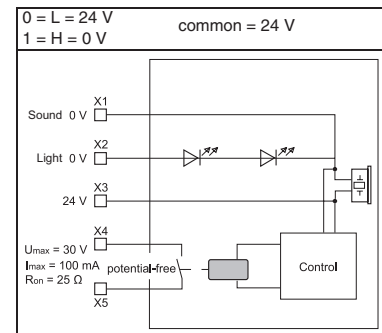 0 = L = 24 V
1 = H = 0 V
common = 24 V
X1
Sound 0 V
X2
Light 0 V
X3
24 V
X4
Umax = 30 V
Imax = 100 mA
potential-free
Ron = 25 Ω
X5
Control